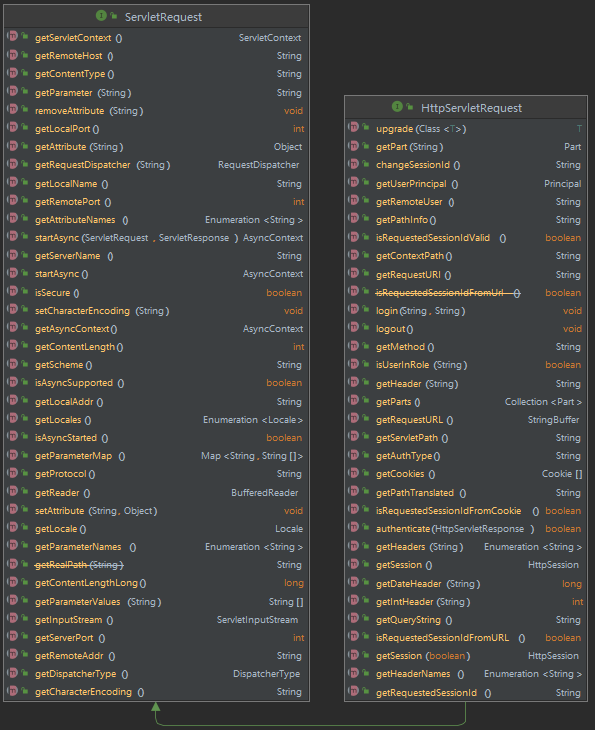 ServletRequest
getServletContext () ServletContext
getRemoteHost () String
getContentType () String
getParameter (String) String
removeAttribute (String) void
getLocalPort() int
getAttribute(String) Object
getRequestDispatcher (String) RequestDispatcher
getLocalName () String
getRemotePort () int
getAttributeNames () Enumeration <String>
startAsync(ServletRequest, ServletResponse) AsyncContext
getServerName () String
startAsync() AsyncContext
isSecure () boolean
setCharacterEncoding (String) void
getAsyncContext() AsyncContext
getContentLength() int
getScheme() String
isAsyncSupported () boolean
getLocalAddr() String
getLocales () Enumeration <Locale>
isAsyncStarted () boolean
getParameterMap () Map <String, String []>
getProtocol() String
getReader () BufferedReader
setAttribute (String, Object) void
getLocale() Locale
getParameterNames () Enumeration <String>
getRealPath (String) String
getContentLengthLong() long
getParameterValues (String) String []
getInputStream () ServletInputStream
getServerPort () int
getRemoteAddr () String
getDispatcherType () DispatcherType
getCharacterEncoding () String
HttpServletRequest
upgrade(Class <T>) T
getPart (String) Part
changeSessionId () String
getUserPrincipal () Principal
getRemoteUser () String
getPathInfo() String
isRequestedSessionIdValid () boolean
getContextPath() String
getRequestURI () String
isRequestedSessionIdFromUrl () boolean
login(String, String) void
logout() void
getMethod () String
isUserInRole (String) boolean
getHeader (String) String
getParts () Collection <Part>
getRequestURL () StringBuffer
getServletPath () String
getAuthType() String
getCookies () Cookie []
getPathTranslated () String
isRequestedSessionIdFromCookie () boolean
authenticate(HttpServletResponse) boolean
getHeaders (String) Enumeration <String>
getSession () HttpSession
getDateHeader (String) long
getIntHeader (String) int
getQueryString () String
isRequestedSessionIdFromURL () boolean
getSession (boolean) HttpSession
getHeaderNames () Enumeration <String>
getRequestedSessionId () String